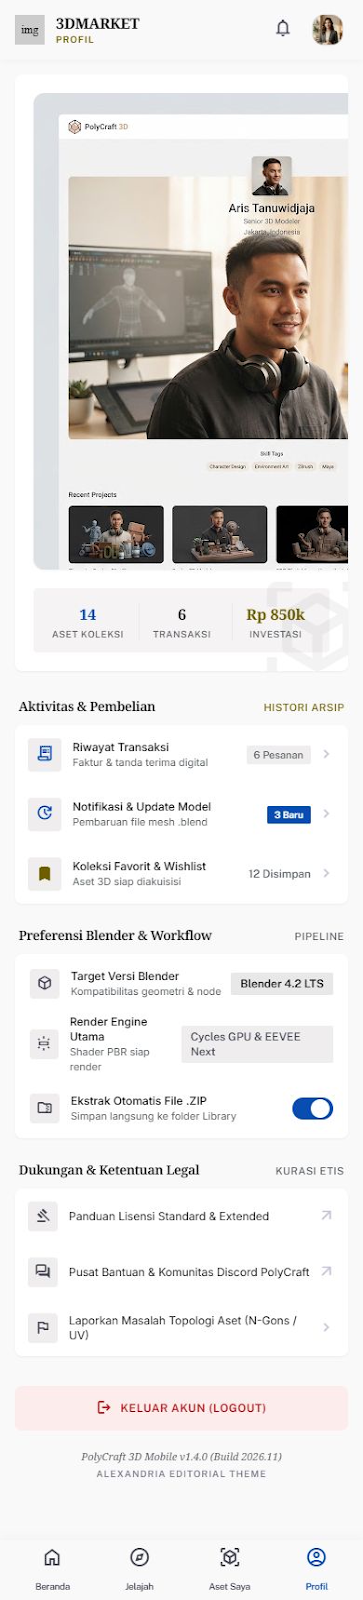 img
3DMARKET
PROFIL
PolyCraft 3D
Aris Tanuwidjaja
Senior 3D Modeler
Jakarta, Indonesia
Skill Tags
Character Design Environment Art ZBrush Maya
Recent Projects
14
ASET KOLEKSI
6
TRANSAKSI
Rp 850k
INVESTASI
Aktivitas & Pembelian
HISTORI ARSIP
Riwayat Transaksi
Faktur & tanda terima digital
6 Pesanan
Notifikasi & Update Model
Pembaruan file mesh .blend
3 Baru
Koleksi Favorit & Wishlist
Aset 3D siap diakuisisi
12 Disimpan
Preferensi Blender & Workflow
PIPELINE
Target Versi Blender
Kompatibilitas geometri & node
Blender 4.2 LTS
Render Engine
Utama
Shader PBR siap
render
Cycles GPU & EEVEE
Next
Ekstrak Otomatis File .ZIP
Simpan langsung ke folder Library
Dukungan & Ketentuan Legal
KURASI ETIS
Panduan Lisensi Standard & Extended
Pusat Bantuan & Komunitas Discord PolyCraft
Laporkan Masalah Topologi Aset (N-Gons /
UV)
KELUAR AKUN (LOGOUT)
PolyCraft 3D Mobile v1.4.0 (Build 2026.11)
ALEXANDRIA EDITORIAL THEME
Beranda
Jelajah
Aset Saya
Profil